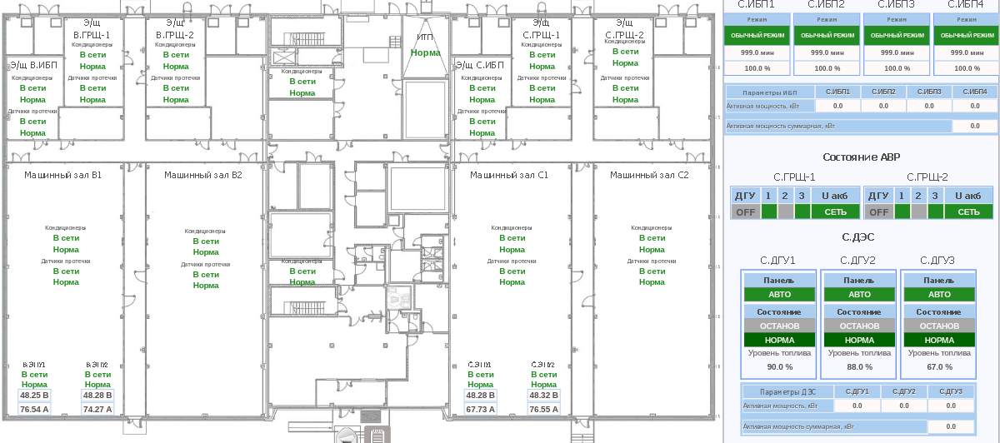 Э/щ
В.ГРЩ-1
Кондиционеры
В сети
Норма
Датчики протечки
В сети
Норма
Э/щ
В.ГРЩ-2
Кондиционеры
В сети
Норма
Датчики протечки
В сети
Норма
Э/щ В.ИБП
Кондиционеры
В сети
Норма
Датчики протечки
В сети
Норма
Кондиционеры
В сети
Норма
ИТП
Норма
Э/щ С.ИБП
Кондиционеры
В сети
Норма
Датчики протечки
В сети
Норма
Э/щ
С.ГРЩ-1
Кондиционеры
В сети
Норма
Датчики протечки
В сети
Норма
Э/щ
С.ГРЩ-2
Кондиционеры
В сети
Норма
Датчики протечки
В сети
Норма
Машинный зал В1
Кондиционеры
В сети
Норма
Датчики протечки
В сети
Норма
В.ЭПУ1
В сети
Норма
48.25 В
76.54 А
В.ЭПУ2
В сети
Норма
48.28 В
74.27 А
Машинный зал В2
Кондиционеры
В сети
Норма
Датчики протечки
В сети
Норма
Кондиционеры
В сети
Норма
Машинный зал С1
Кондиционеры
В сети
Норма
Датчики протечки
В сети
Норма
С.ЭПУ1
В сети
Норма
48.28 В
67.73 А
С.ЭПУ2
В сети
Норма
48.32 В
76.55 А
Машинный зал С2
Кондиционеры
В сети
Норма
Датчики протечки
В сети
Норма
С.ИБП1 С.ИБП2 С.ИБП3 С.ИБП4
Режим Режим Режим Режим
ОБЫЧНЫЙ РЕЖИМ ОБЫЧНЫЙ РЕЖИМ ОБЫЧНЫЙ РЕЖИМ ОБЫЧНЫЙ РЕЖИМ
999.0 мин 999.0 мин 999.0 мин 999.0 мин
100.0 % 100.0 % 100.0 % 100.0 %
Параметры ИБП С.ИБП1 С.ИБП2 С.ИБП3 С.ИБП4
Активная мощность, кВт 0.0 0.0 0.0 0.0
Активная мощность суммарная, кВт 0.0
Состояние АВР
С.ГРЩ-1 С.ГРЩ-2
ДГУ 1 2 3 U акб ДГУ 1 2 3 U акб
OFF СЕТЬ OFF СЕТЬ
С.ДЭС
С.ДГУ1 С.ДГУ2 С.ДГУ3
Панель Панель Панель
АВТО АВТО АВТО
Состояние Состояние Состояние
ОСТАНОВ ОСТАНОВ ОСТАНОВ
НОРМА НОРМА НОРМА
Уровень топлива Уровень топлива Уровень топлива
90.0 % 88.0 % 67.0 %
Параметры ДЭС С.ДГУ1 С.ДГУ2 С.ДГУ3
Активная мощность, кВт 0.0 0.0 0.0
Активная мощность суммарная, кВт 0.0